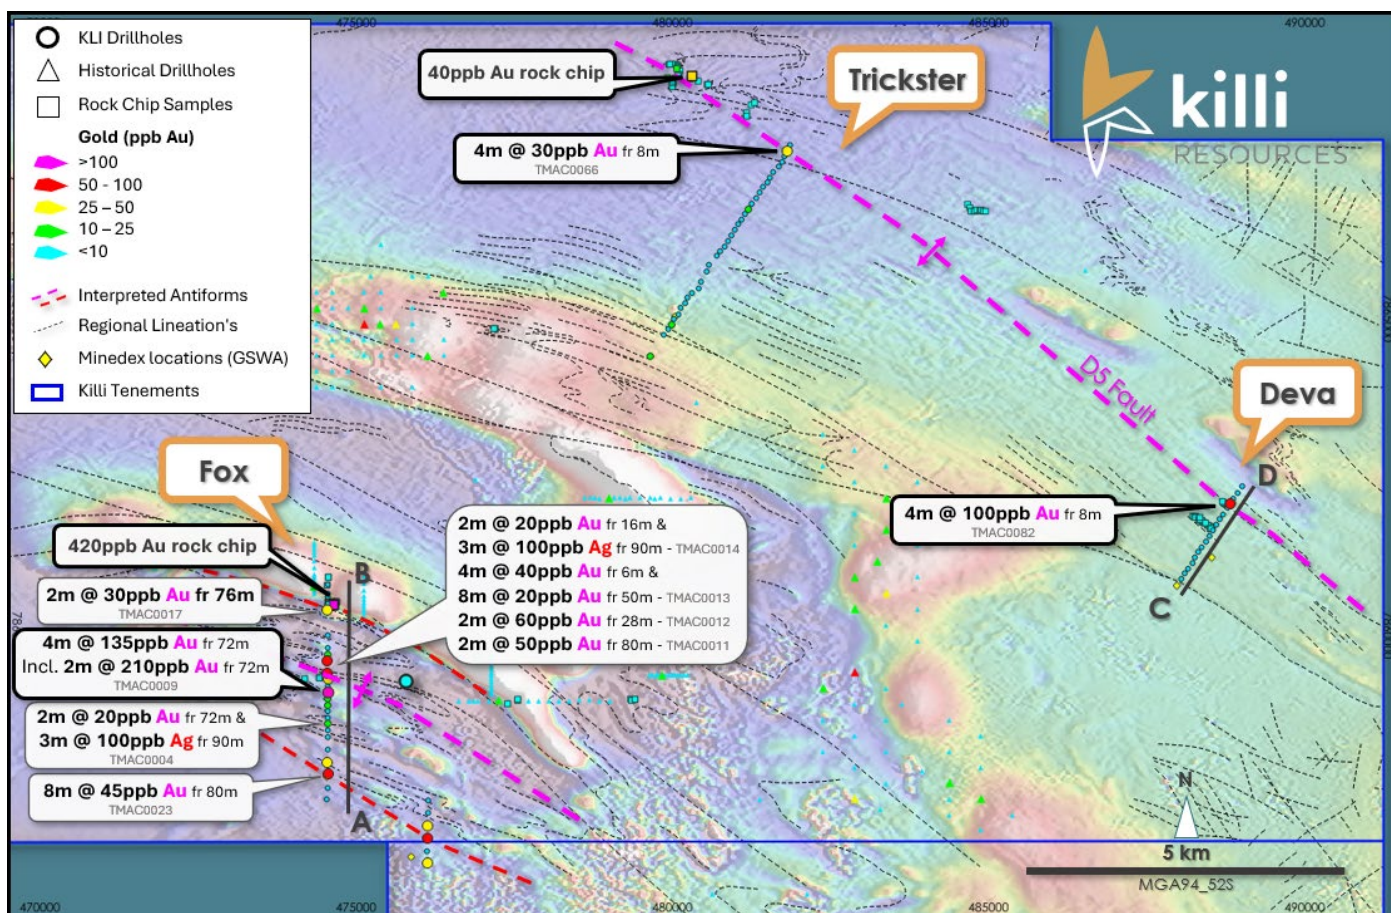 475000
480000
485000
490000
KLI Drillholes
Historical Drillholes
Rock Chip Samples
Gold (ppb Au)
>100
50 - 100
25 – 50
10 – 25
<10
Interpreted Antiforms
Regional Lineation's
Minedex locations (GSWA)
Killi Tenements
40ppb Au rock chip
Trickster
killi
RESOURCES
4m @ 30ppb Au fr 8m
TMAC0066
D5 Fault
Deva
D
C
4m @ 100ppb Au fr 8m
TMAC0082
Fox
420ppb Au rock chip
B
2m @ 30ppb Au fr 76m
TMAC0017
2m @ 20ppb Au fr 16m &
3m @ 100ppb Ag fr 90m - TMAC0014
4m @ 40ppb Au fr 6m &
8m @ 20ppb Au fr 50m - TMAC0013
2m @ 60ppb Au fr 28m - TMAC0012
2m @ 50ppb Au fr 80m - TMAC0011
4m @ 135ppb Au fr 72m
Incl. 2m @ 210ppb Au fr 72m
TMAC0009
2m @ 20ppb Au fr 72m &
3m @ 100ppb Ag fr 90m
TMAC0004
8m @ 45ppb Au fr 80m
TMAC0023
A
N
5 km
MGA94_52S
470000
475000
480000
485000
490000